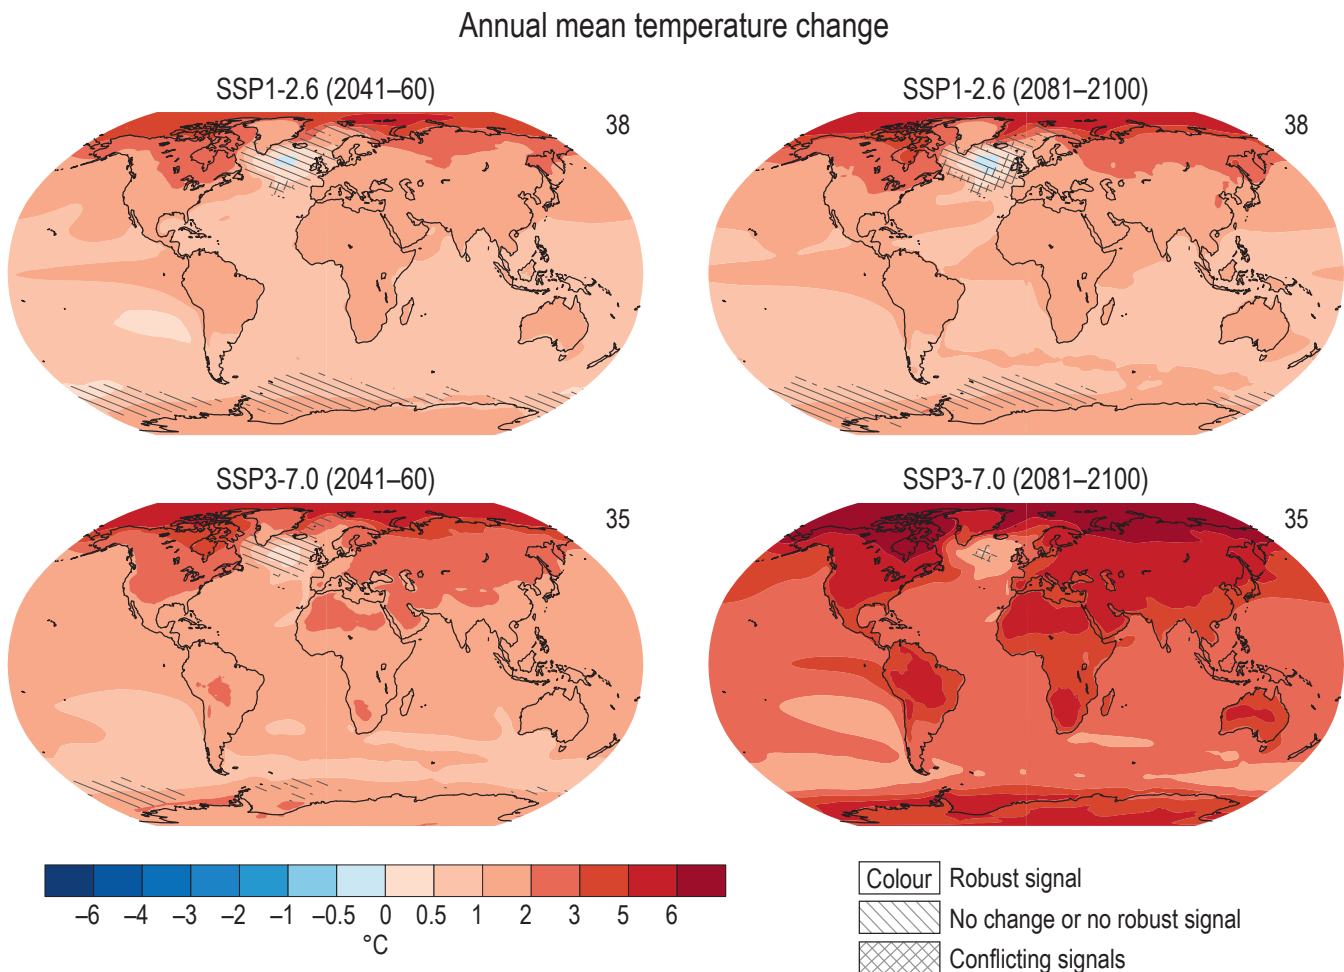 Annual mean temperature change
SSP1-2.6 (2041–60)
38
SSP1-2.6 (2081–2100)
38
SSP3-7.0 (2041–60)
35
SSP3-7.0 (2081–2100)
35
–6 –4 –3 –2 –1 –0.5 0 0.5 1 2 3 5 6
°C
Colour Robust signal
No change or no robust signal
Conflicting signals